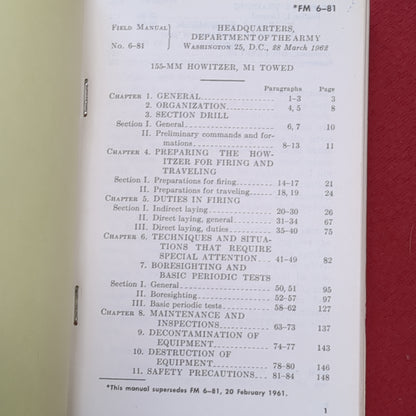 *FM 6–81
FIELD MANUAL
No. 6–81
HEADQUARTERS,
DEPARTMENT OF THE ARMY
WASHINGTON 25, D.C., 28 March 1962
155-MM HOWITZER, M1 TOWED
Paragraphs Page
CHAPTER 1. GENERAL 1–3 3
2. ORGANIZATION 4, 5 8
3. SECTION DRILL
Section I. General 6, 7 10
II. Preliminary commands and for-
mations 8–13 11
CHAPTER 4. PREPARING THE HOW-
ITZER FOR FIRING AND
TRAVELING
Section I. Preparations for firing 14–17 21
II. Preparations for traveling 18, 19 24
CHAPTER 5. DUTIES IN FIRING
Section I. Indirect laying 20–30 26
II. Direct laying, general 31–34 67
III. Direct laying, duties 35–40 75
CHAPTER 6. TECHNIQUES AND SITUA-
TIONS THAT REQUIRE
SPECIAL ATTENTION 41–49 82
7. BORESIGHTING AND
BASIC PERIODIC TESTS
Section I. General 50, 51 95
II. Boresighting 52–57 97
III. Basic periodic tests 58–62 127
CHAPTER 8. MAINTENANCE AND
INSPECTIONS 63–73 137
9. DECONTAMINATION OF
EQUIPMENT 74–77 143
10. DESTRUCTION OF
EQUIPMENT 78–80 146
11. SAFETY PRECAUTIONS 81–84 148
*This manual supersedes FM 6–81, 20 February 1961.
1